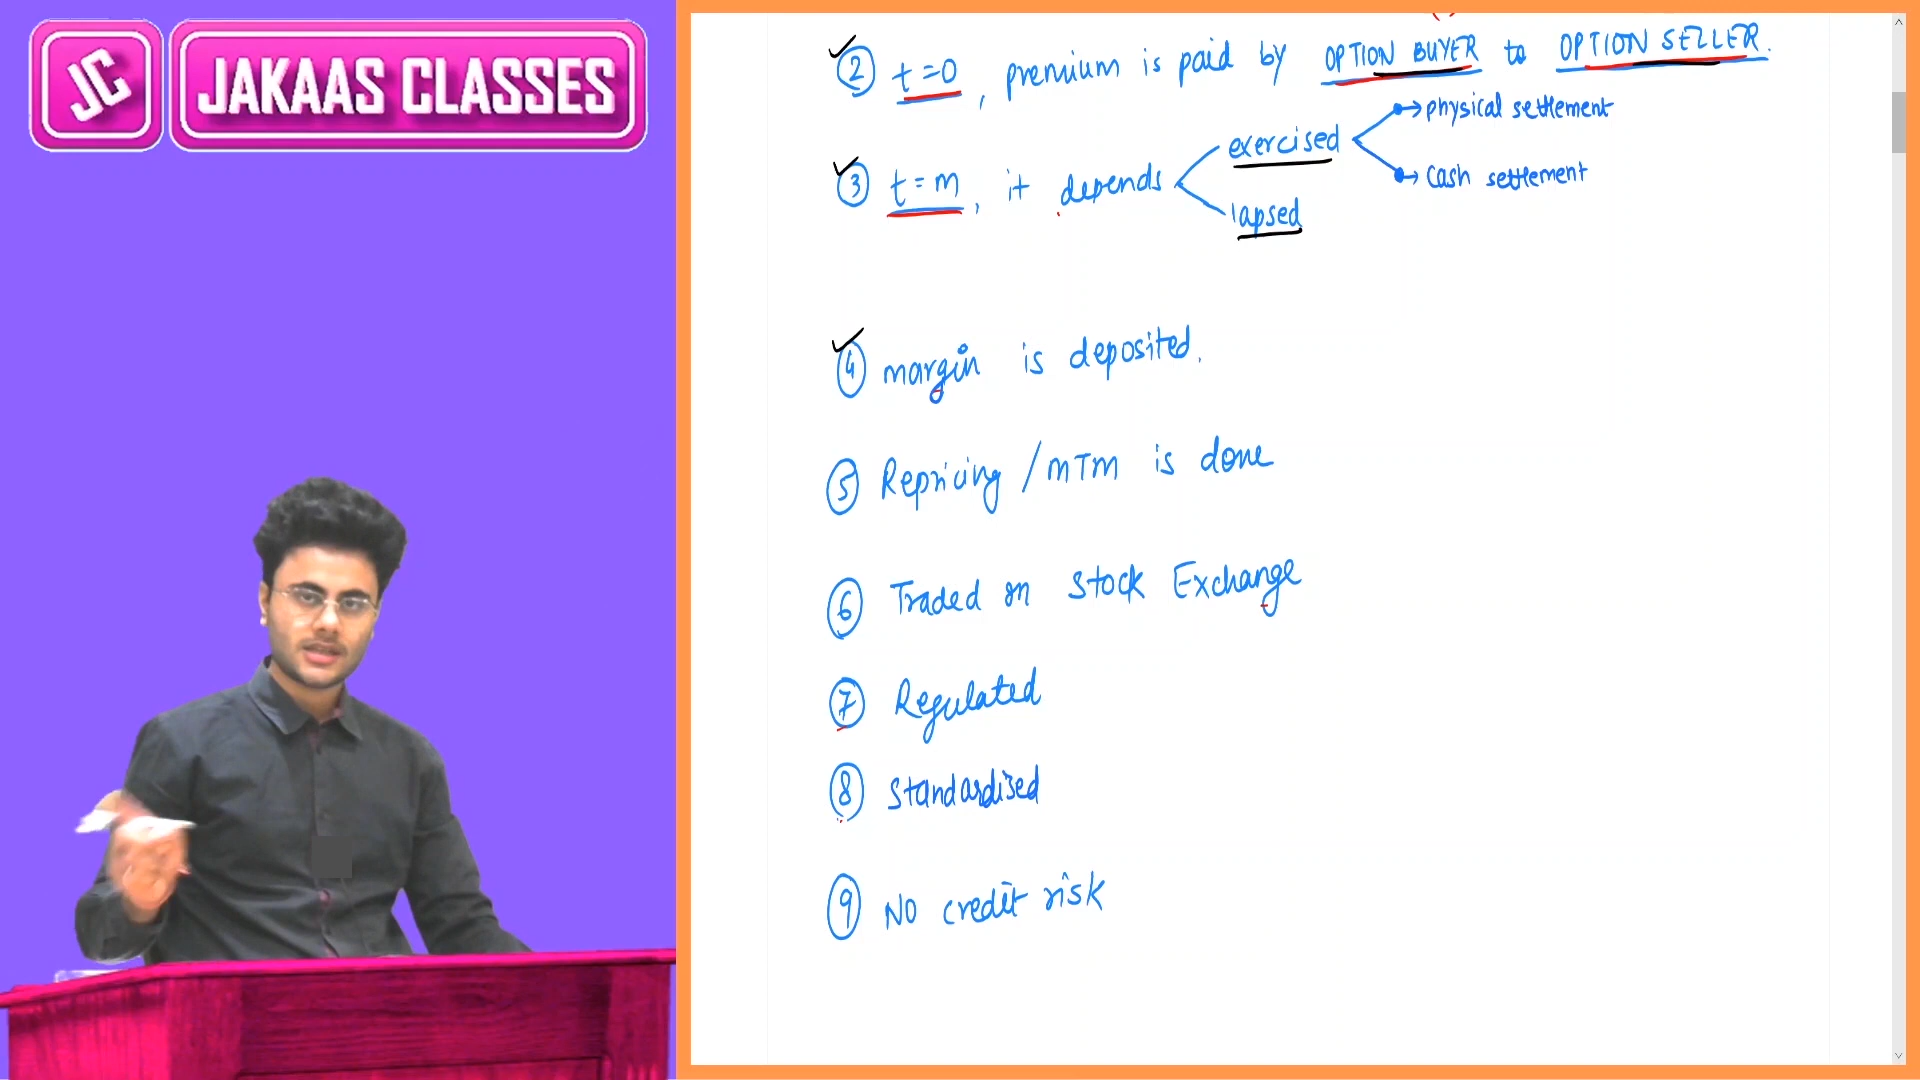 JC JAKAAS CLASSES
② t=0, premium is paid by OPTION BUYER to OPTION SELLER.
→ physical settlement
③ t=m, it depends exercised
→ Cash settlement
lapsed
④ margin is deposited.
⑤ Repricing / MTM is done
⑥ Traded on Stock Exchange
⑦ Regulated
⑧ Standardised
⑨ NO credit risk